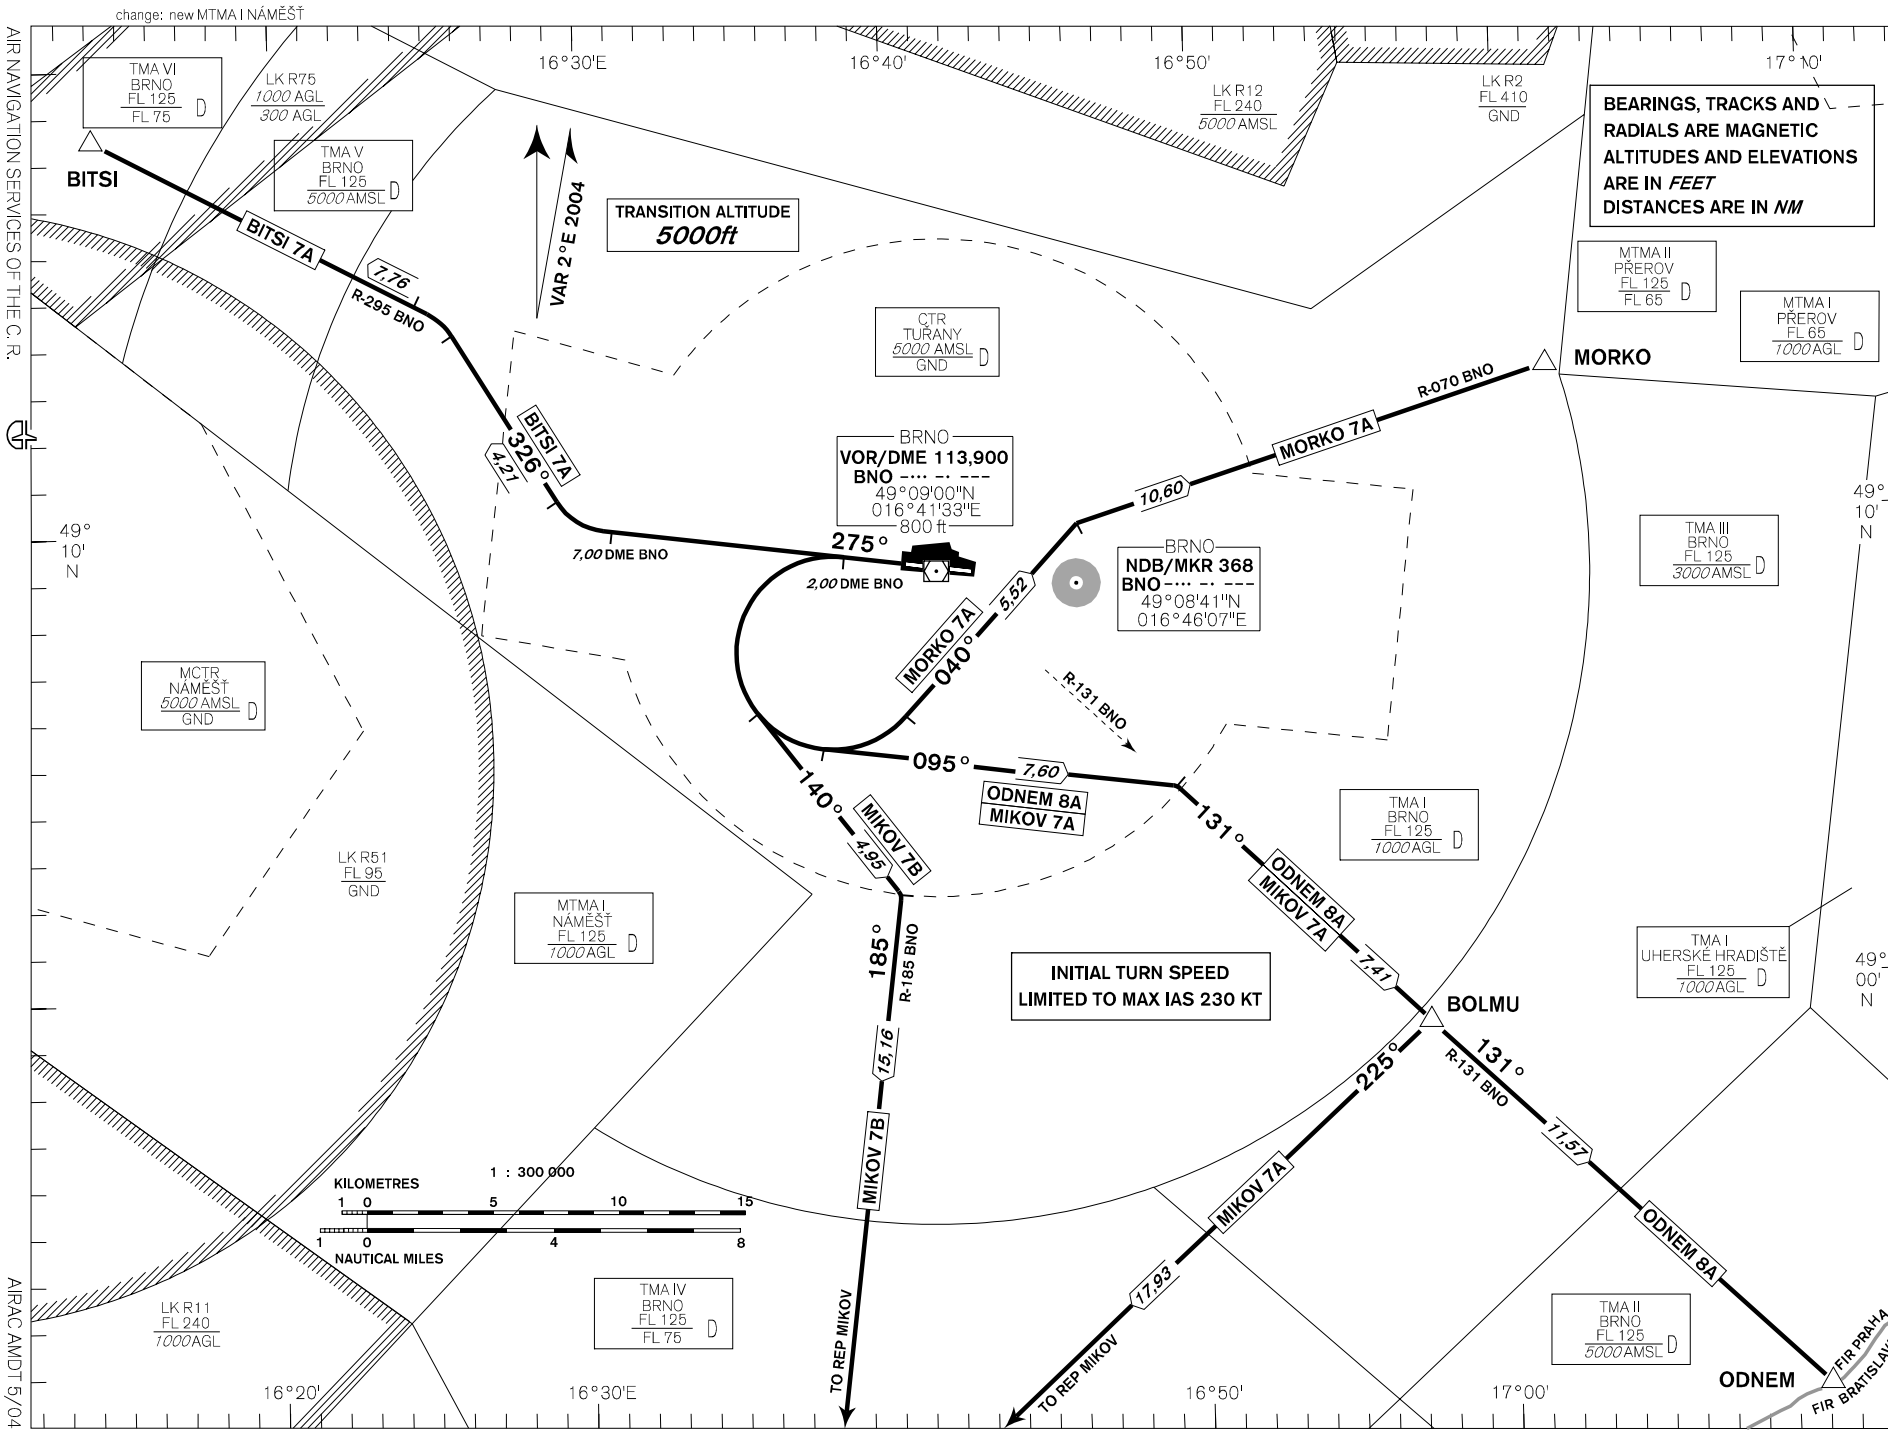 change: new MTMA I NÁMĚŠŤ
AIR NAVIGATION SERVICES OF THE C. R.
AIRAC AMDT 5/04
16°30'E
16°40'
16°50'
17°10'
TMA VI
BRNO
FL 125
FL 75
D
LK R75
1000 AGL
300 AGL
TMA V
BRNO
FL 125
5000 AMSL
D
BITSI
BITSI 7A
7,76
R-295 BNO
VAR 2°E 2004
TRANSITION ALTITUDE
5000ft
LK R12
FL 240
5000 AMSL
LK R2
FL 410
GND
BEARINGS, TRACKS AND
RADIALS ARE MAGNETIC
ALTITUDES AND ELEVATIONS
ARE IN FEET
DISTANCES ARE IN NM
MTMA II
PŘEROV
FL 125
FL 65
D
MTMA I
PŘEROV
FL 65
1000 AGL
D
CTR
TUŘANY
5000 AMSL
GND
D
MORKO
R-070 BNO
MORKO 7A
10,60
BITSI 7A
326°
4,21
BRNO
VOR/DME 113,900
BNO -··· -· ---
49°09'00"N
016°41'33"E
800 ft
49°
10'
N
49°
10'
N
275°
7,00 DME BNO
2,00 DME BNO
BRNO
NDB/MKR 368
BNO -··· -· ---
49°08'41"N
016°46'07"E
TMA III
BRNO
FL 125
3000 AMSL
D
5,52
MORKO 7A
040°
R-131 BNO
MCTR
NÁMĚŠŤ
5000 AMSL
GND
D
095°
7,60
ODNEM 8A
MIKOV 7A
140°
MIKOV 7B
4,95
131°
TMA I
BRNO
FL 125
1000 AGL
D
LK R51
FL 95
GND
ODNEM 8A
MIKOV 7A
7,41
MTMA I
NÁMĚŠŤ
FL 125
1000 AGL
D
185°
R-185 BNO
INITIAL TURN SPEED
LIMITED TO MAX IAS 230 KT
TMA I
UHERSKÉ HRADIŠTĚ
FL 125
1000 AGL
D
49°
00'
N
BOLMU
15,16
225°
131°
R-131 BNO
11,57
MIKOV 7B
MIKOV 7A
17,93
ODNEM 8A
1 : 300 000
KILOMETRES
1 0 5 10 15
1 0 4 8
NAUTICAL MILES
TO REP MIKOV
TO REP MIKOV
LK R11
FL 240
1000 AGL
TMA IV
BRNO
FL 125
FL 75
D
TMA II
BRNO
FL 125
5000 AMSL
D
ODNEM
FIR PRAHA
16°20'
16°30'E
16°50'
17°00'